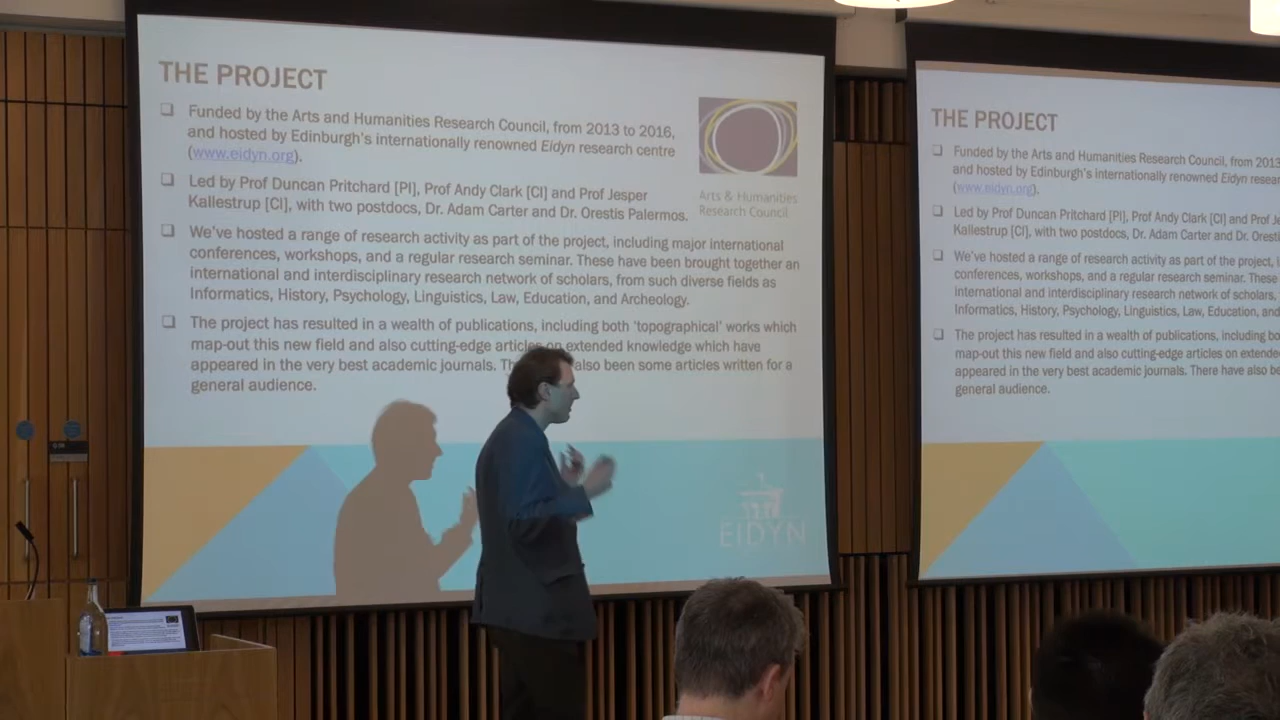 THE PROJECT
Funded by the Arts and Humanities Research Council, from 2013 to 2016,
and hosted by Edinburgh's internationally renowned Eidyn research centre
(www.eidyn.org).
Led by Prof Duncan Pritchard [PI], Prof Andy Clark [CI] and Prof Jesper
Kallestrup [CI], with two postdocs, Dr. Adam Carter and Dr. Orestis Palermos.
We've hosted a range of research activity as part of the project, including major international
conferences, workshops, and a regular research seminar. These have been brought together an
international and interdisciplinary research network of scholars, from such diverse fields as
Informatics, History, Psychology, Linguistics, Law, Education, and Archeology.
The project has resulted in a wealth of publications, including both 'topographical' works which
map-out this new field and also cutting-edge articles on extended knowledge which have
appeared in the very best academic journals. also been some articles written for a
general audience.
Arts & Humanities
Research Council
EIDYN
THE PROJECT
Funded by the Arts and Humanities Research Council, from 2013
and hosted by Edinburgh's internationally renowned Eidyn
(www.eidyn.org).
Led by Prof Duncan Pritchard [PI], Prof Andy Clark [CI] and Prof
Kallestrup [CI], with two postdocs, Dr. Adam Carter and Dr.
We've hosted a range of research activity as part of the project,
conferences, workshops, and a regular research seminar. These
international and interdisciplinary research network of scholars,
Informatics, History, Psychology, Linguistics, Law, Education, and
The project has resulted in a wealth of publications, including
map-out this new field and also cutting-edge articles on
appeared in the very best academic journals. There have also
general audience.